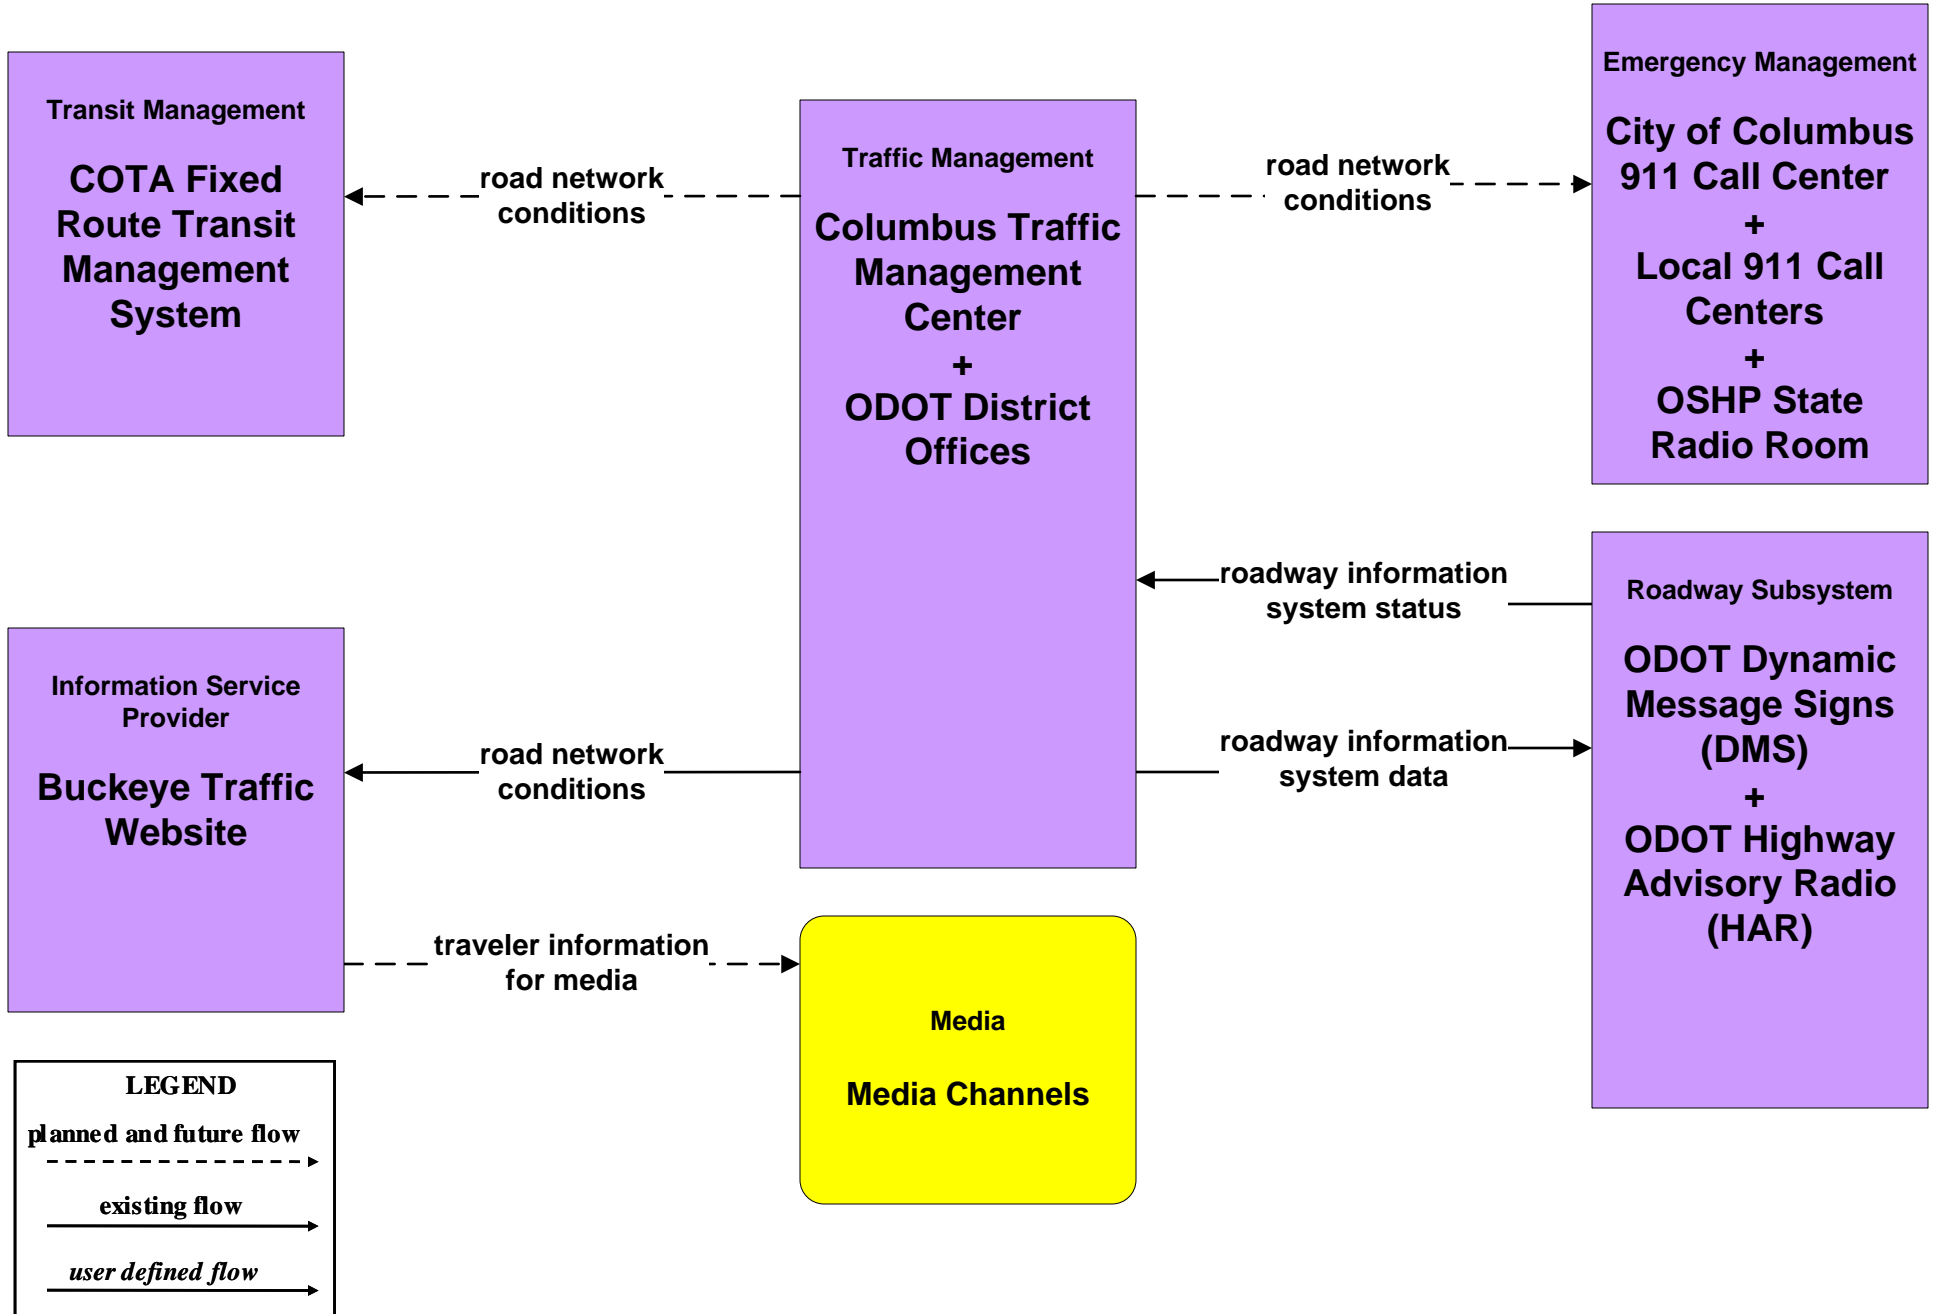 Transit Management
COTA Fixed
Route Transit
Management
System
road network
conditions
Traffic Management
Columbus Traffic
Management
Center
+
ODOT District
Offices
road network
conditions
Emergency Management
City of Columbus
911 Call Center
+
Local 911 Call
Centers
+
OSHP State
Radio Room
roadway information
system status
Roadway Subsystem
ODOT Dynamic
Message Signs
(DMS)
+
ODOT Highway
Advisory Radio
(HAR)
roadway information
system data
Information Service
Provider
Buckeye Traffic
Website
road network
conditions
traveler information
for media
Media
Media Channels
LEGEND
planned and future flow
existing flow
user defined flow